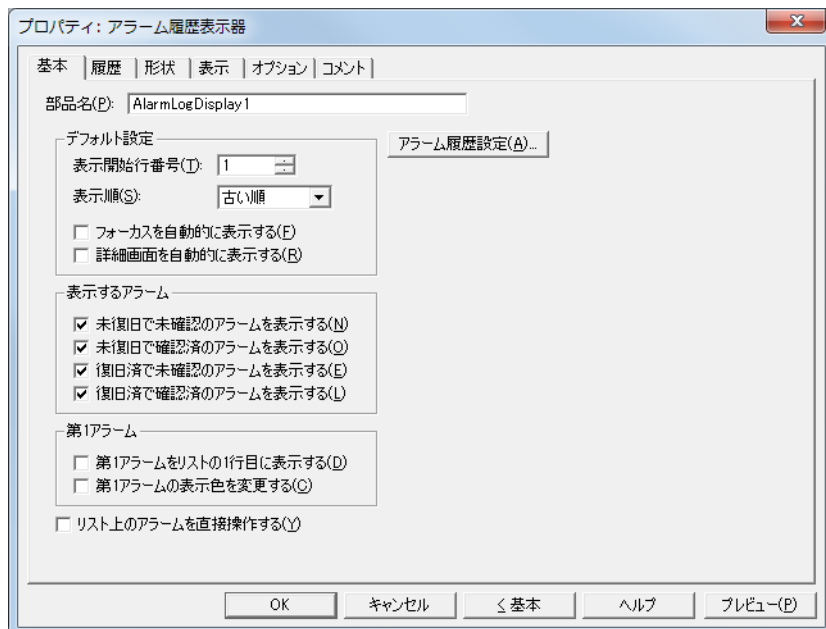 プロパティ: アラーム履歴表示器
基本 履歴 形状 表示 オプション コメント
部品名(P): AlarmLogDisplay1
デフォルト設定
アラーム履歴設定(A)...
表示開始行番号(T): 1
表示順(S): 古い順
フォーカスを自動的に表示する(F)
詳細画面を自動的に表示する(R)
表示するアラーム
未復旧で未確認のアラームを表示する(N)
未復旧で確認済のアラームを表示する(O)
復旧済で未確認のアラームを表示する(E)
復旧済で確認済のアラームを表示する(L)
第1アラーム
第1アラームをリストの1行目に表示する(D)
第1アラームの表示色を変更する(C)
リスト上のアラームを直接操作する(Y)
OK キャンセル < 基本 ヘルプ プレビュー(P)